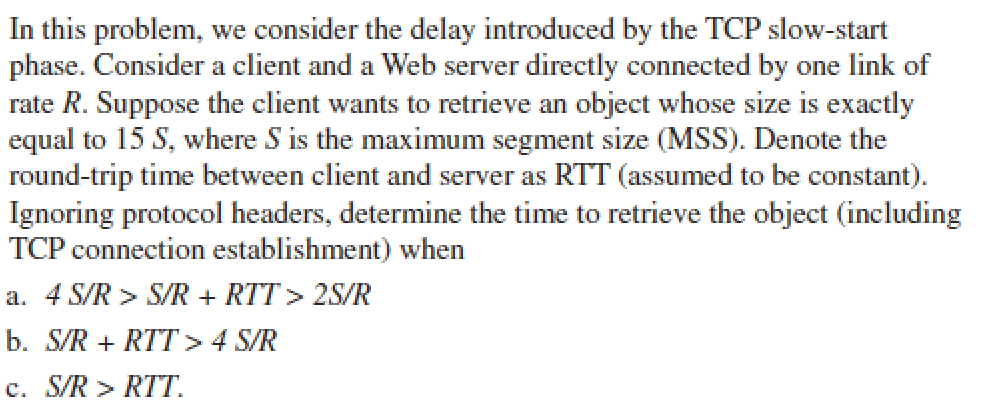 In this problem, we consider the delay introduced by the TCP slow-start
phase. Consider a client and a Web server directly connected by one link of
rate R. Suppose the client wants to retrieve an object whose size is exactly
equal to 15 S, where S is the maximum segment size (MSS). Denote the
round-trip time between client and server as RTT (assumed to be constant).
Ignoring protocol headers, determine the time to retrieve the object (including
TCP connection establishment) when
a. 4 S/R > S/R + RTT > 2S/R
b. S/R + RTT > 4 S/R
c. S/R > RTT.